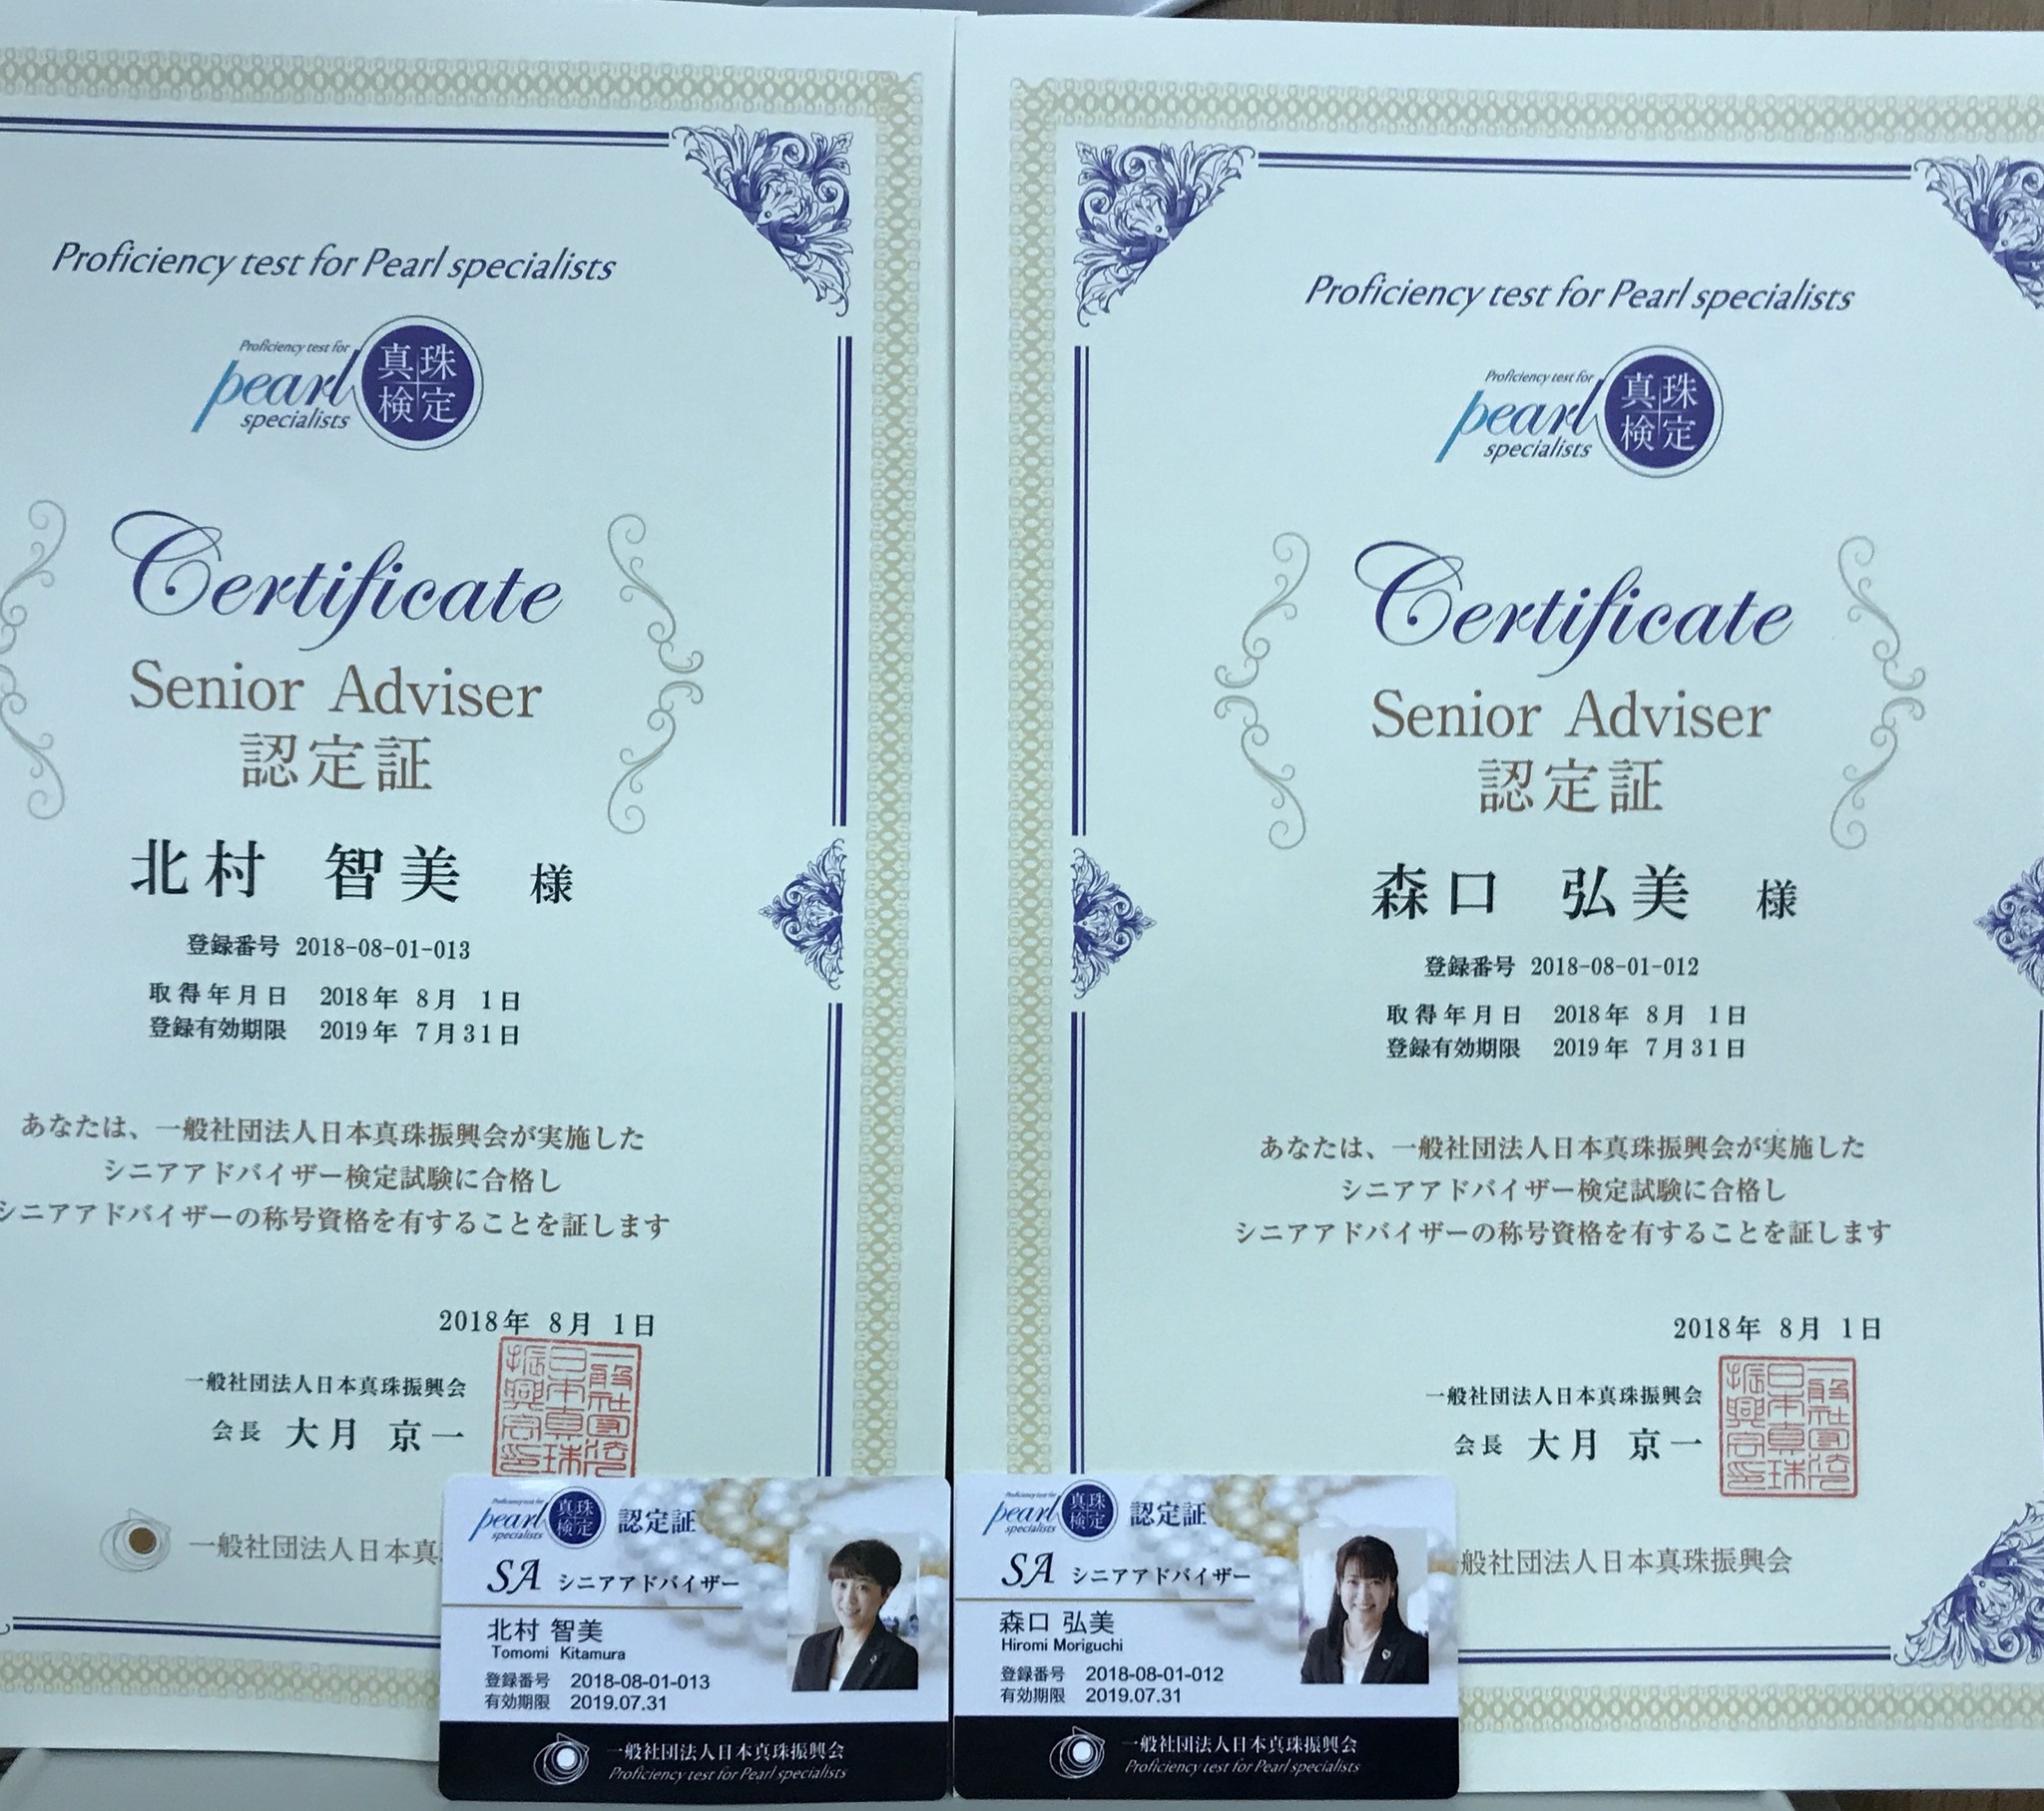 Proficiency test for Pearl specialists
Proficiency test for
pearl
specialists
真珠
検定
Certificate
Senior Adviser
認定証
北村 智美 様
登録番号 2018-08-01-013
取得年月日 2018年 8月 1日
登録有効期限 2019年 7月31日
あなたは、一般社団法人日本真珠振興会が実施した
シニアアドバイザー検定試験に合格し
シニアアドバイザーの称号資格を有することを証します
2018年 8月 1日
一般社団法人日本真珠振興会
会長 大月 京一
一般社団法人日本真
Proficiency test for Pearl specialists
Proficiency test for
pearl
specialists
真珠
検定
Certificate
Senior Adviser
認定証
森口 弘美 様
登録番号 2018-08-01-012
取得年月日 2018年 8月 1日
登録有効期限 2019年 7月31日
あなたは、一般社団法人日本真珠振興会が実施した
シニアアドバイザー検定試験に合格し
シニアアドバイザーの称号資格を有することを証します
2018年 8月 1日
一般社団法人日本真珠振興会
会長 大月 京一
般社団法人日本真珠振興会
Proficiency test for
pearl
specialists
真珠
検定
認定証
SA シニアアドバイザー
北村 智美
Tomomi Kitamura
登録番号 2018-08-01-013
有効期限 2019.07.31
一般社団法人日本真珠振興会
Proficiency test for Pearl specialists
Proficiency test for
pearl
specialists
真珠
検定
認定証
SA シニアアドバイザー
森口 弘美
Hiromi Moriguchi
登録番号 2018-08-01-012
有効期限 2019.07.31
一般社団法人日本真珠振興会
Proficiency test for Pearl specialists